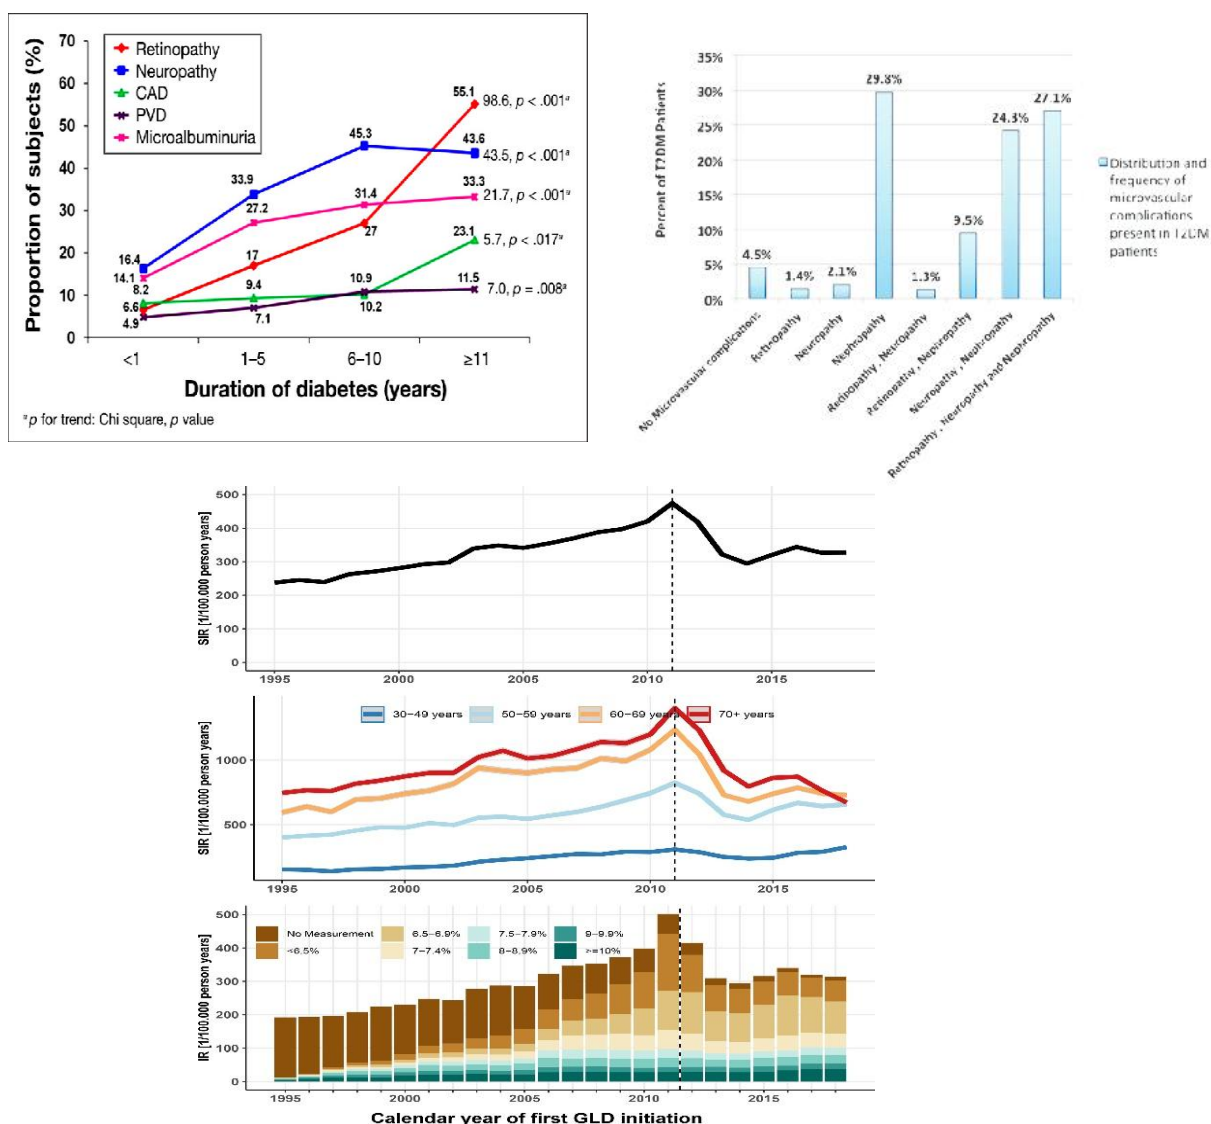 Proportion of subjects (%)
70
60
50
40
30
20
10
0
Retinopathy
Neuropathy
CAD
PVD
Microalbuminuria
16.4
14.1
8.2
6.6
4.9
33.9
27.2
17
9.4
7.1
45.3
31.4
27
10.9
10.2
55.1
43.6
33.3
23.1
11.5
98.6, p < .001ª
43.5, p < .001ª
21.7, p < .001ª
5.7, p < .017ª
7.0, p = .008ª
<1 1–5 6–10 ≥11
Duration of diabetes (years)
ªp for trend: Chi square, p value
Percent of T2DM Patients
35%
30%
25%
20%
15%
10%
5%
0%
4.5%
1.4%
2.1%
29.8%
1.3%
9.5%
24.3%
27.1%
No Microvascular complications
Retinopathy
Neuropathy
Nephropathy
Retinopathy , Neuropathy
Retinopathy , Nephropathy
Neuropathy , Nephropathy
Retinopathy , Neuropathy and Nephropathy
Distribution and
frequency of
microvascular
complications
present in T2DM
patients
SIR [1/100.000 person years]
500
400
300
200
100
0
1995 2000 2005 2010 2015
SIR [1/100.000 person years]
30–49 years 50–59 years 60–69 years 70+ years
1000
500
1995 2000 2005 2010 2015
IR [1/100.000 person years]
500
400
300
200
100
0
No Measurement 6.5–6.9% 7.5–7.9% 9–9.9%
<6.5% 7–7.4% 8–8.9% >=10%
1995 2000 2005 2010 2015
Calendar year of first GLD initiation